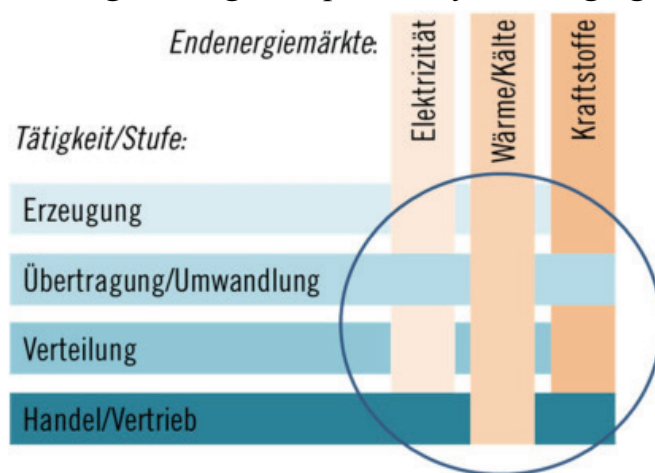 Endenergiemärkte:
Elektrizität
Wärme/Kälte
Kraftstoffe
Tätigkeit/Stufe:
Erzeugung
Übertragung/Umwandlung
Verteilung
Handel/Vertrieb